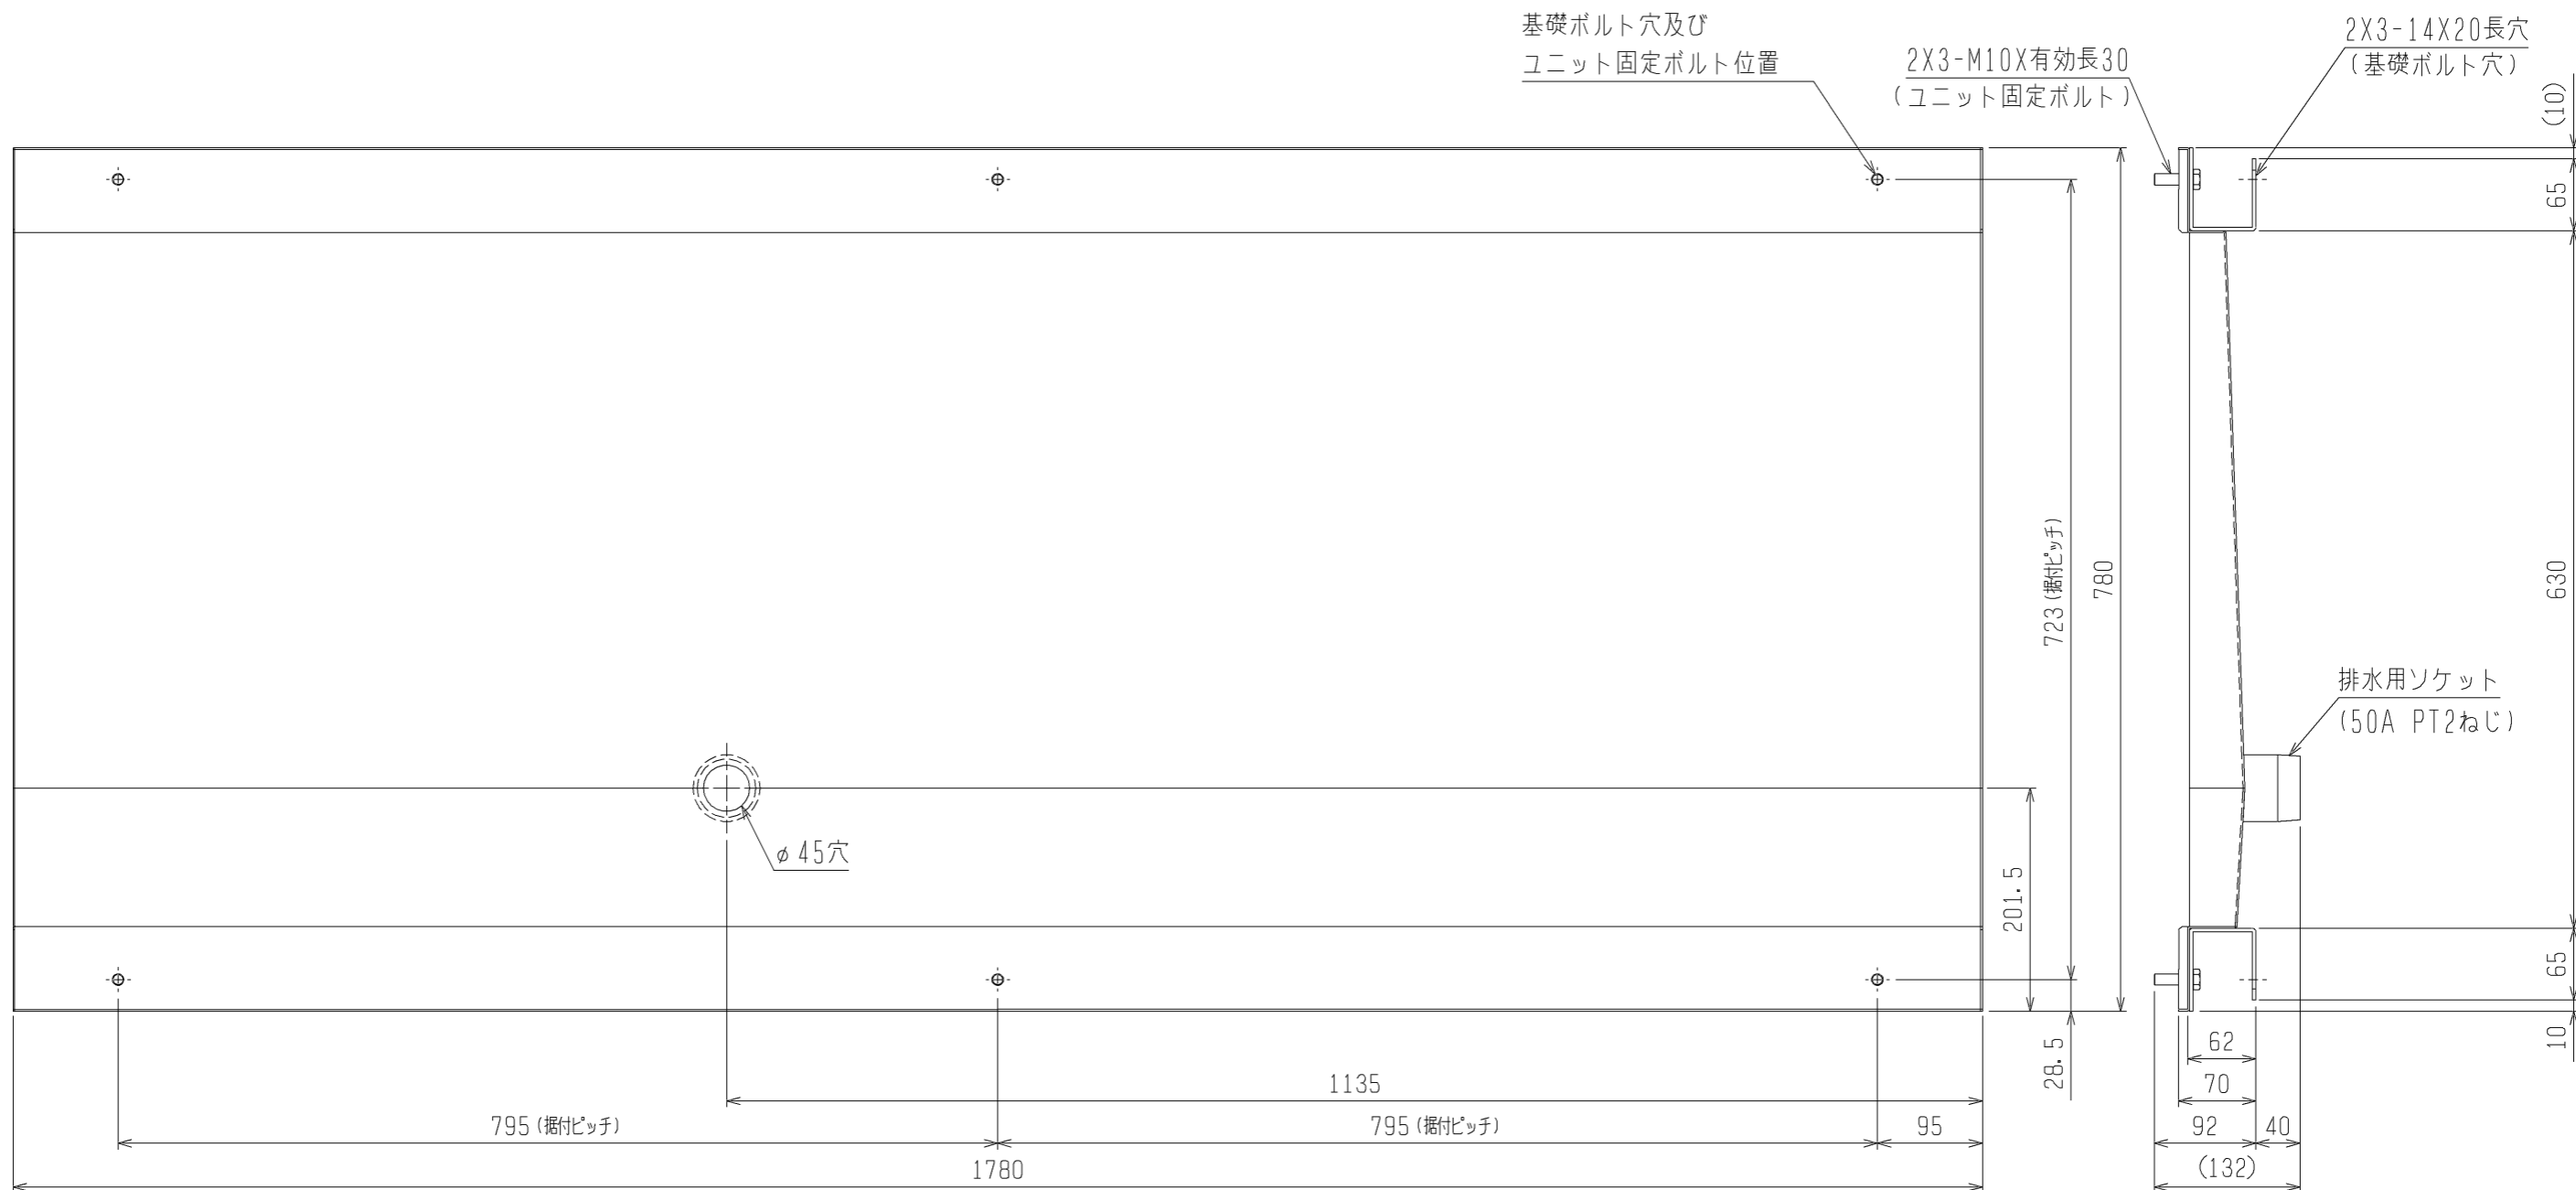 基礎ボルト穴及び
ユニット固定ボルト位置
2X3-M10X有効長30
(ユニット固定ボルト)
2X3-14X20長穴
(基礎ボルト穴)
(10)
65
723(据付ピッチ)
780
630
排水用ソケット
(50A PT2ねじ)
φ45穴
201.5
65
28.5
10
62
1135
70
795(据付ピッチ)
795(据付ピッチ)
95
92
40
1780
(132)